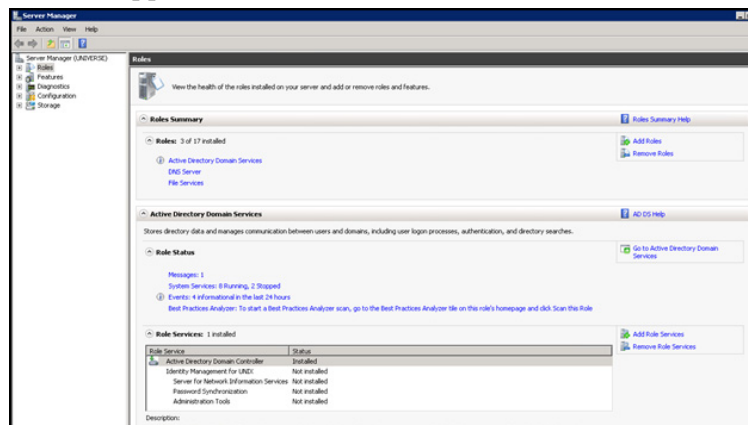 Server Manager
File Action View Help
Server Manager (UNIVERSE)
Roles
Features
Diagnostics
Configuration
Storage
Roles
View the health of the roles installed on your server and add or remove roles and features.
Roles Summary
Roles Summary Help
Roles: 3 of 17 installed
Add Roles
Remove Roles
Active Directory Domain Services
DNS Server
File Services
Active Directory Domain Services
AD DS Help
Stores directory data and manages communication between users and domains, including user logon processes, authentication, and directory searches.
Role Status
Go to Active Directory Domain Services
Messages: 1
System Services: 8 Running, 2 Stopped
Events: 4 informational in the last 24 hours
Best Practices Analyzer: To start a Best Practices Analyzer scan, go to the Best Practices Analyzer tile on this role's homepage and click Scan this Role
Role Services: 1 installed
Add Role Services
Remove Role Services
Role Service Status
Active Directory Domain Controller Installed
Identity Management for UNIX Not installed
Server for Network Information Services Not installed
Password Synchronization Not installed
Administration Tools Not installed
Description: